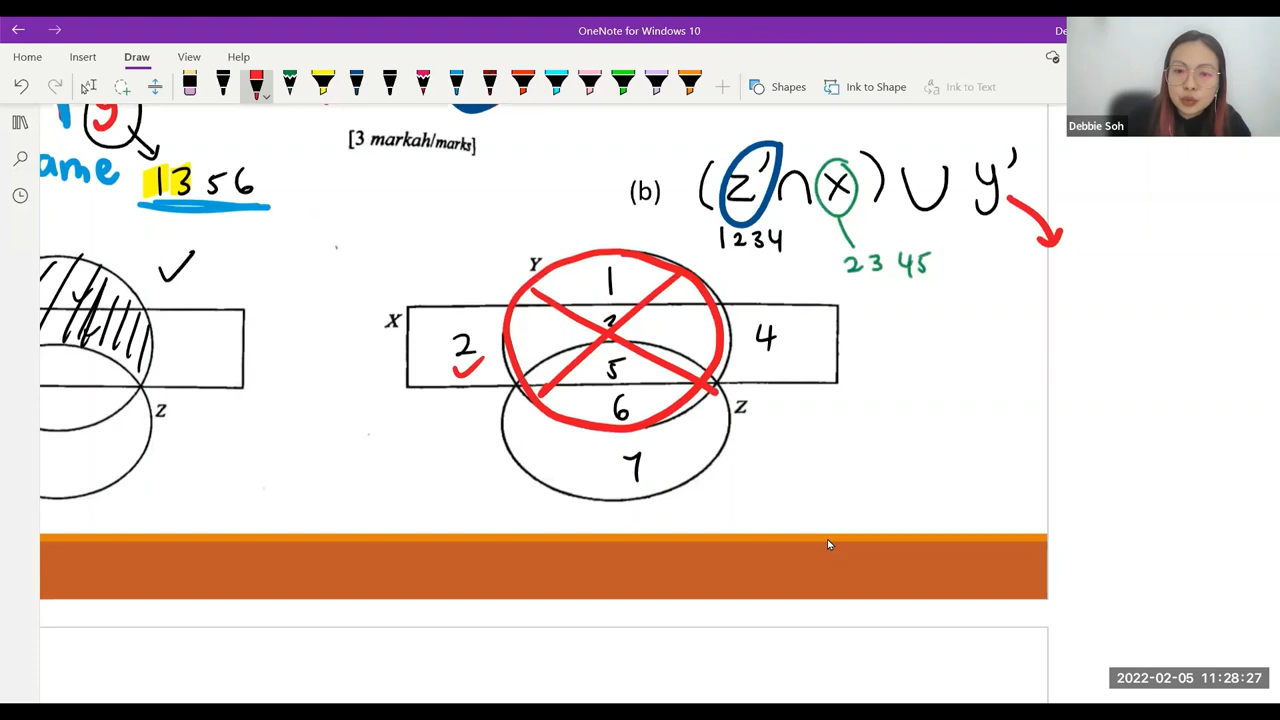 OneNote for Windows 10
De
Home Insert Draw View Help
Shapes Ink to Shape Ink to Text
Debbie Soh
y
ame
1 3 5 6
[3 markah/marks]
(b) (z' ∩ x) ∪ y'
1 2 3 4
2 3 4 5
Y
1
X
2
4
5
6
Z
7
Z
2022-02-05 11:28:27